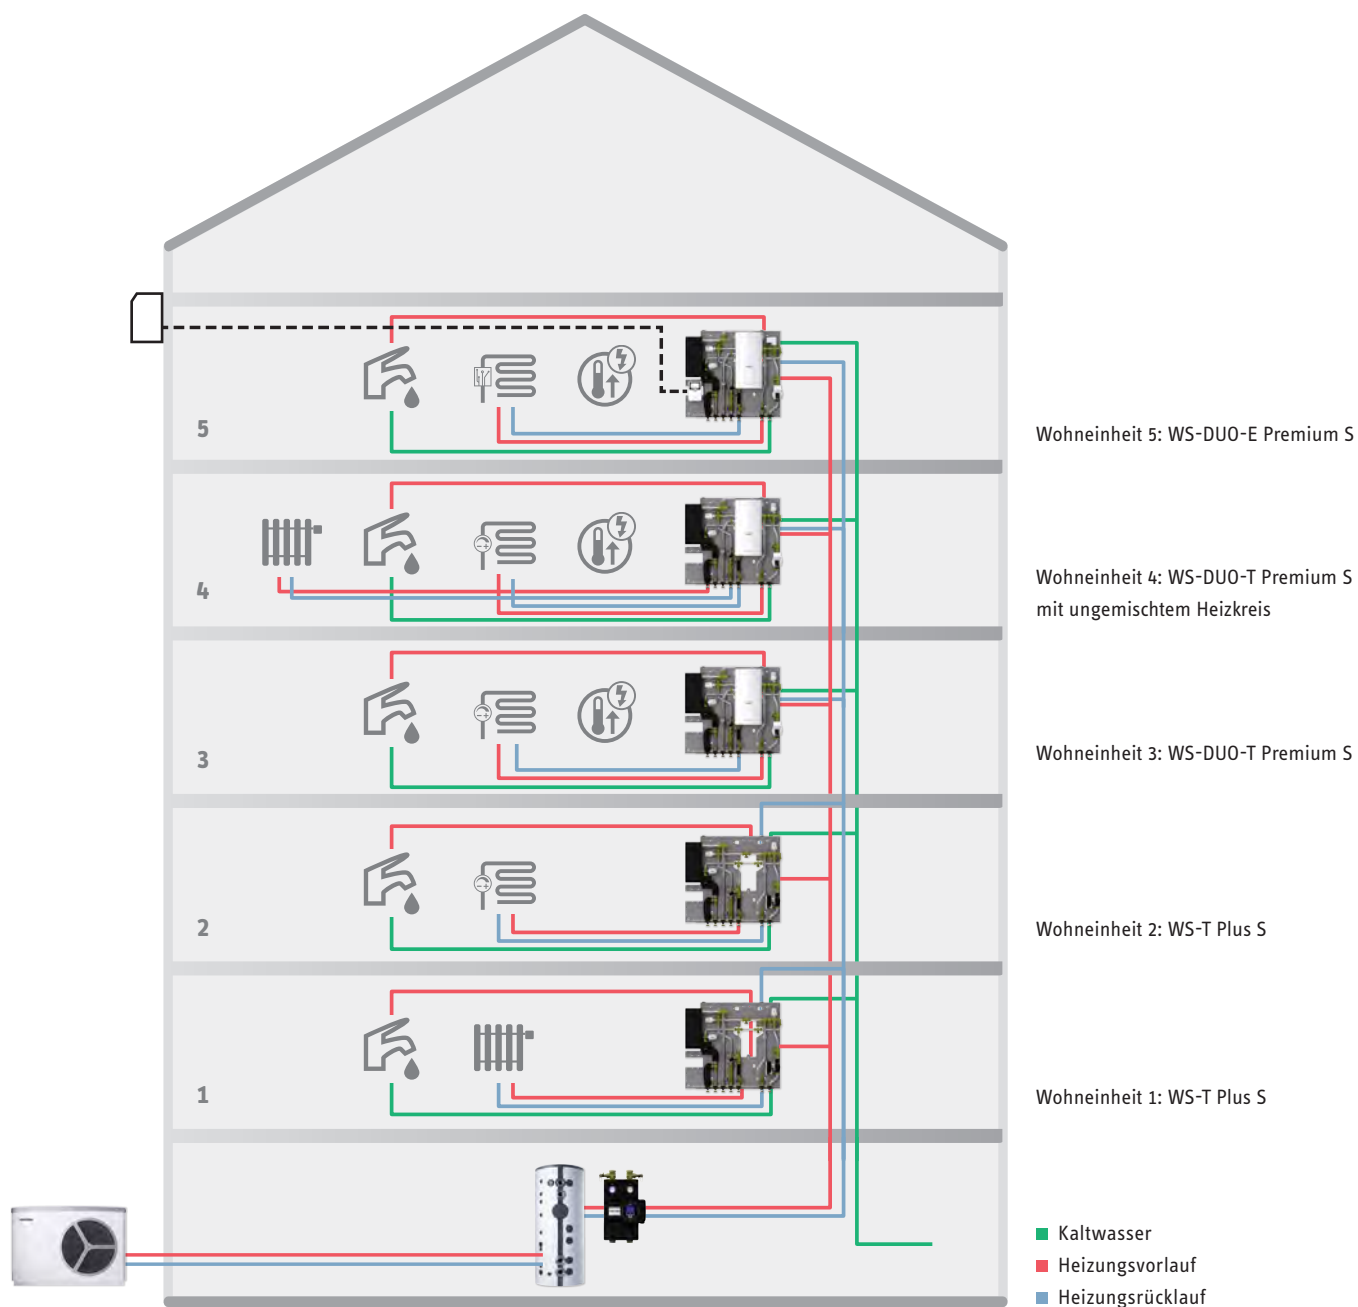 5
Wohneinheit 5: WS-DUO-E Premium S
4
Wohneinheit 4: WS-DUO-T Premium S
mit ungemischtem Heizkreis
3
Wohneinheit 3: WS-DUO-T Premium S
2
Wohneinheit 2: WS-T Plus S
1
Wohneinheit 1: WS-T Plus S
Kaltwasser
Heizungsvorlauf
Heizungsrücklauf